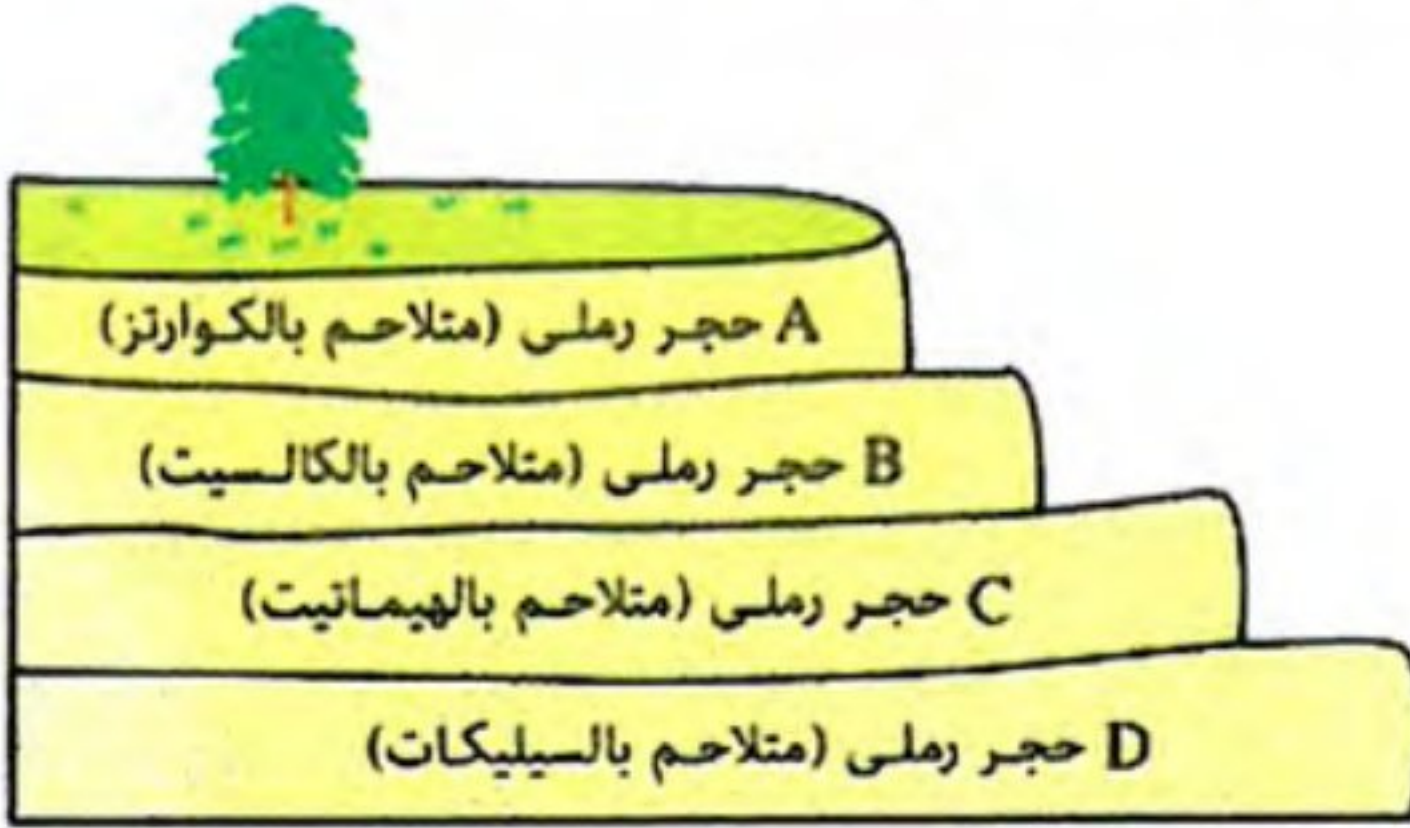 A حجر رملي (متلاحم بالكوارتز)
B حجر رملي (متلاحم بالكالسيت)
C حجر رملي (متلاحم بالهيماتيت)
D حجر رملي (متلاحم بالسيليكات)